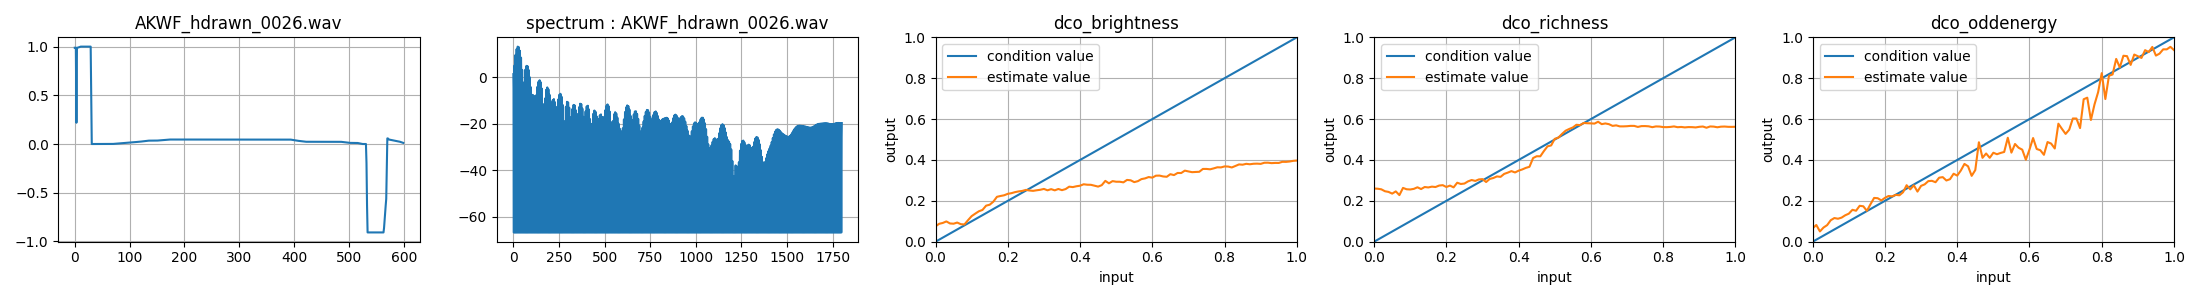 AKWF_hdrawn_0026.wav
1.0
0.5
0.0
−0.5
−1.0
0 100 200 300 400 500 600
spectrum : AKWF_hdrawn_0026.wav
0
−20
−40
−60
0 250 500 750 1000 1250 1500 1750
dco_brightness
condition value
estimate value
output
1.0
0.8
0.6
0.4
0.2
0.0
0.0 0.2 0.4 0.6 0.8 1.0
input
dco_richness
condition value
estimate value
output
1.0
0.8
0.6
0.4
0.2
0.0
0.0 0.2 0.4 0.6 0.8 1.0
input
dco_oddenergy
condition value
estimate value
output
1.0
0.8
0.6
0.4
0.2
0.0
0.0 0.2 0.4 0.6 0.8 1.0
input